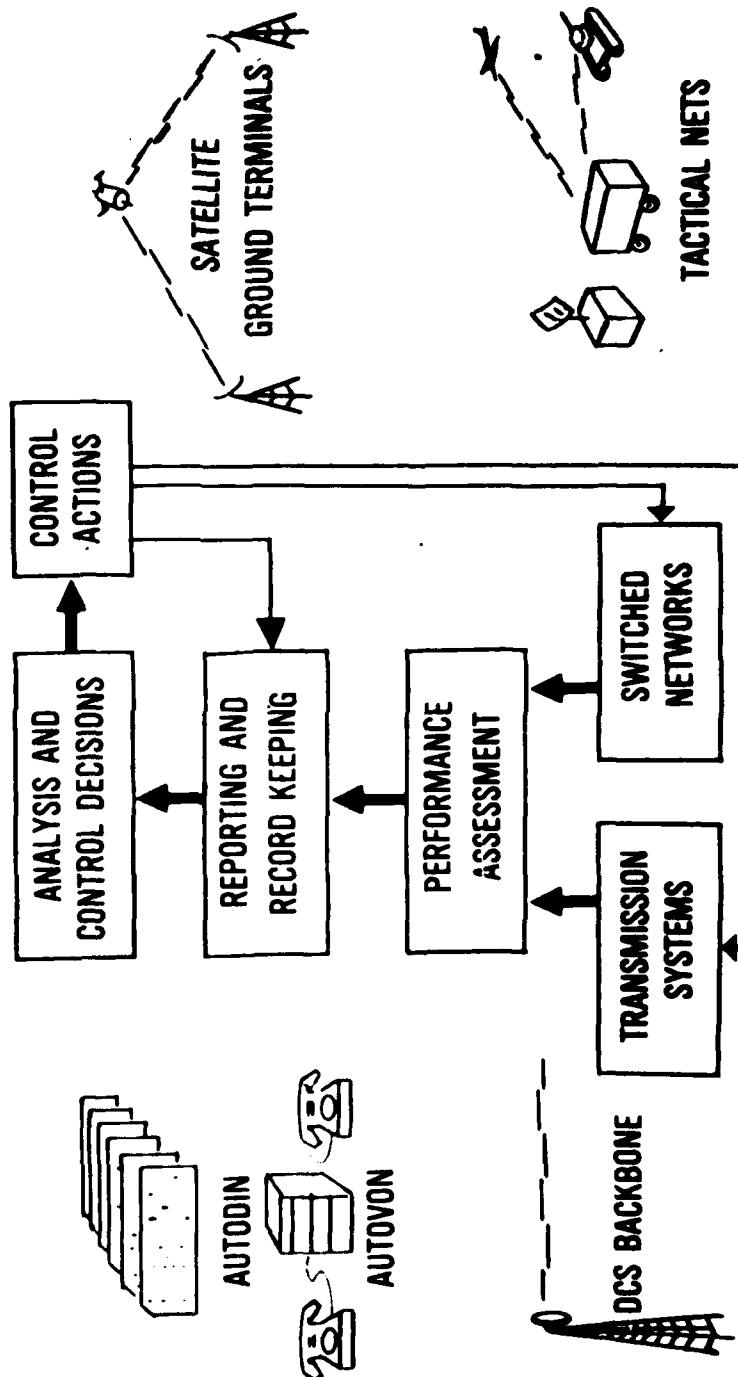 AUTODIN
AUTOVON
DCS BACKBONE
ANALYSIS AND
CONTROL DECISIONS
CONTROL
ACTIONS
REPORTING AND
RECORD KEEPING
PERFORMANCE
ASSESSMENT
TRANSMISSION
SYSTEMS
SWITCHED
NETWORKS
SATELLITE
GROUND TERMINALS
TACTICAL NETS